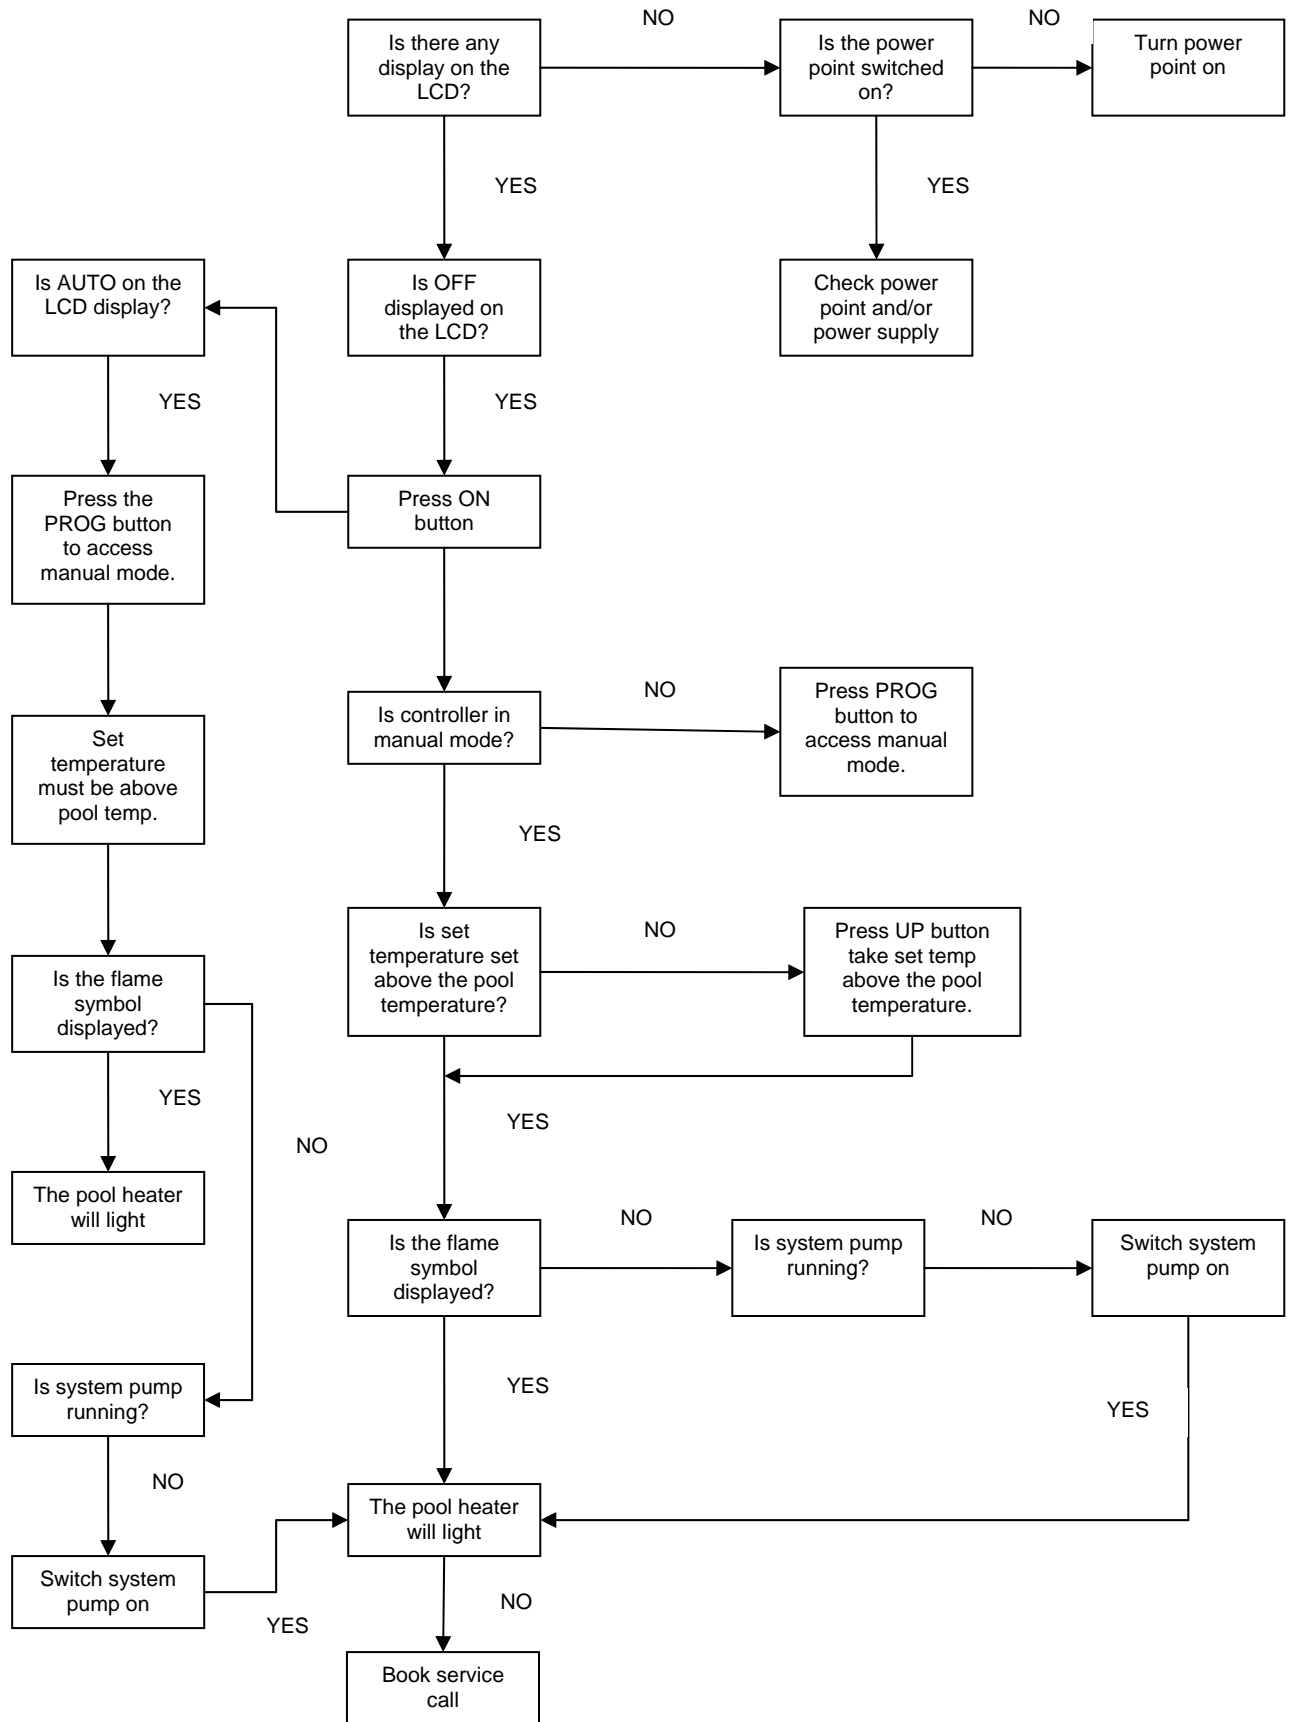 NO
NO
Is there any
display on the
LCD?
Is the power
point switched
on?
Turn power
point on
YES
YES
Is AUTO on the
LCD display?
Is OFF
displayed on
the LCD?
Check power
point and/or
power supply
YES
YES
Press the
PROG button
to access
manual mode.
Press ON
button
Set
temperature
must be above
pool temp.
Is controller in
manual mode?
NO
Press PROG
button to
access manual
mode.
YES
Is the flame
symbol
displayed?
Is set
temperature set
above the pool
temperature?
NO
Press UP button
take set temp
above the pool
temperature.
YES
NO
YES
The pool heater
will light
Is the flame
symbol
displayed?
NO
Is system pump
running?
NO
Switch system
pump on
Is system pump
running?
YES
YES
NO
The pool heater
will light
Switch system
pump on
YES
NO
Book service
call